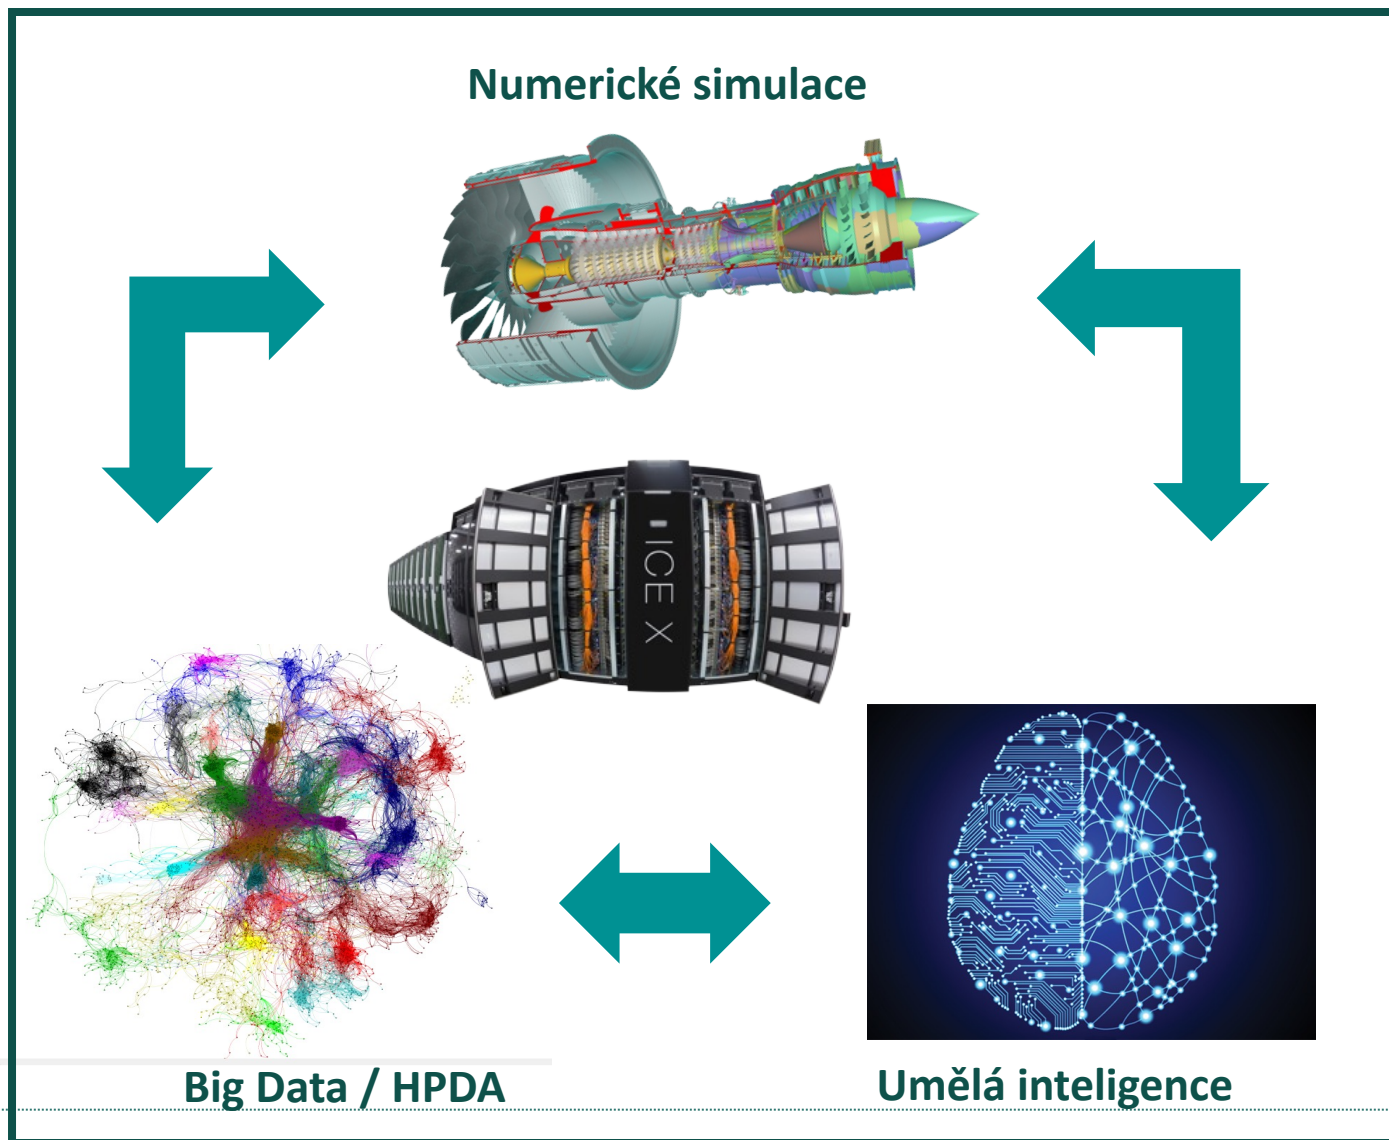 Numerické simulace
ICE X
Big Data / HPDA
Umělá inteligence